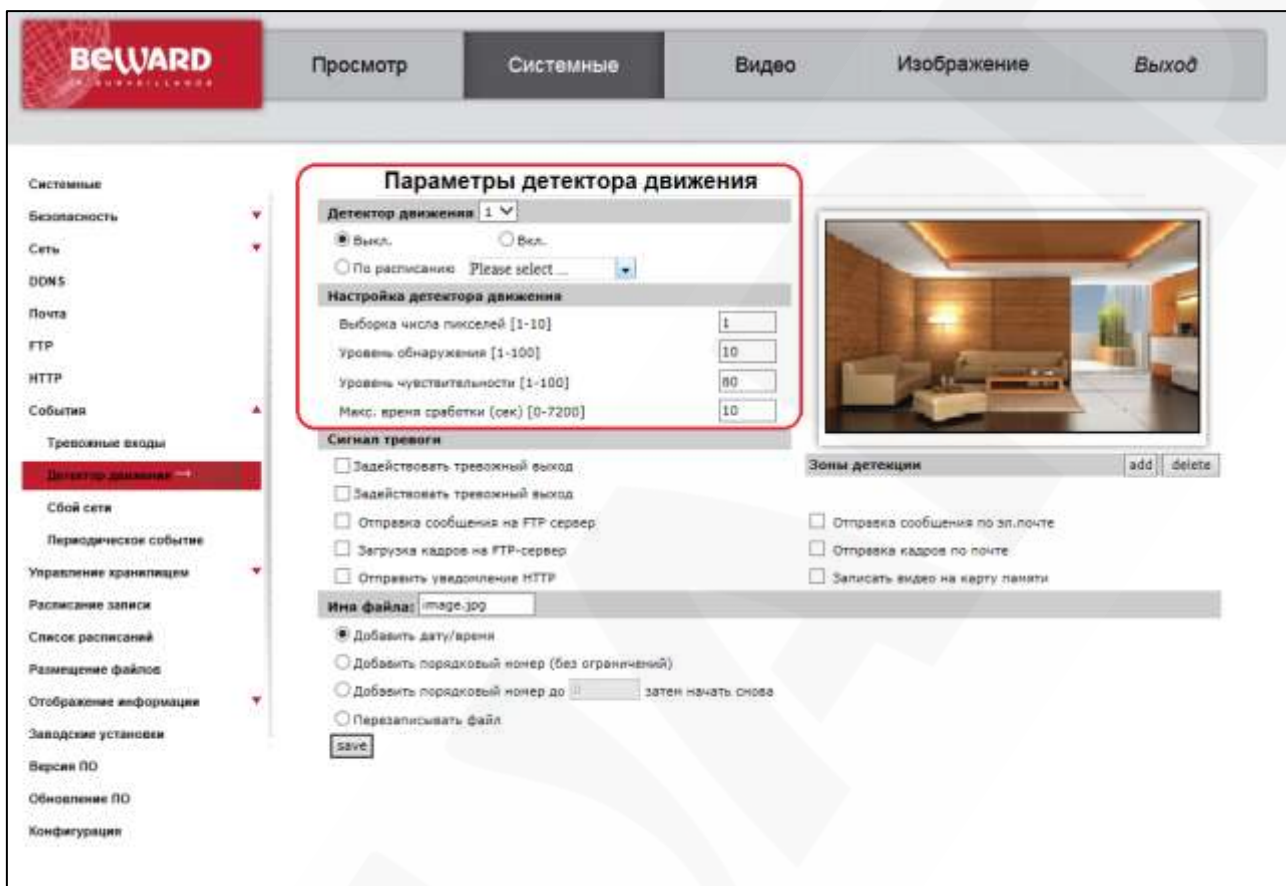 BEWARD
Просмотр
Системные
Видео
Изображение
Выход
Системные
Безопасность
Сеть
DDNS
Почта
FTP
HTTP
События
Тревожные входы
Детектор движения
Сбой сети
Периодическое событие
Управление хранилищем
Расписание записи
Список расписаний
Размещение файлов
Отображение информации
Заводские установки
Версия ПО
Обновление ПО
Конфигурация
Параметры детектора движения
Детектор движения 1
Выкл. Вкл.
По расписанию Please select ...
Настройка детектора движения
Выборка числа пикселей [1-10] 1
Уровень обнаружения [1-100] 10
Уровень чувствительности [1-100] 80
Макс. время сработки (сек) [0-7200] 10
Сигнал тревоги
Задействовать тревожный выход
Зоны детекции add delete
Задействовать тревожный выход
Отправка сообщения на FTP сервер
Отправка сообщения по эл.почте
Загрузка кадров на FTP-сервер
Отправка кадров по почте
Отправить уведомление HTTP
Записать видео на карту памяти
Имя файла: image.jpg
Добавить дату/время
Добавить порядковый номер (без ограничений)
Добавить порядковый номер до 0 затем начать снова
Перезаписывать файл
save